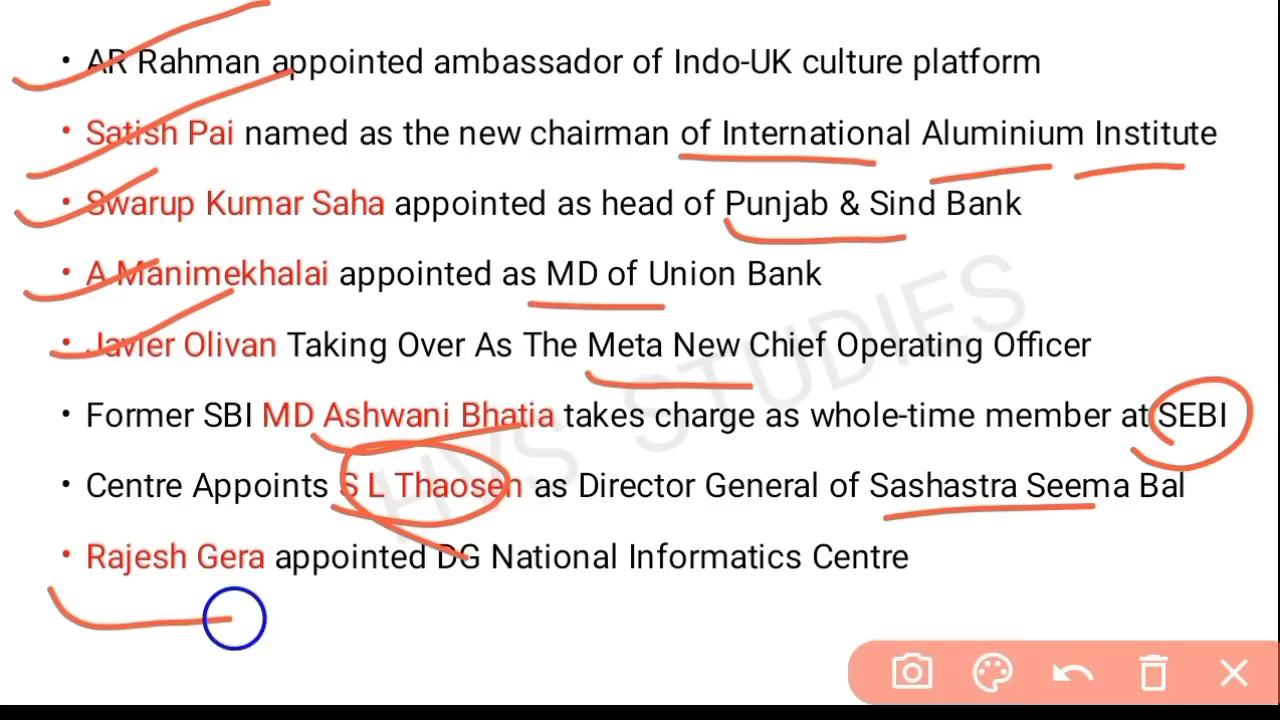 • AR Rahman appointed ambassador of Indo-UK culture platform
• Satish Pai named as the new chairman of International Aluminium Institute
• Swarup Kumar Saha appointed as head of Punjab & Sind Bank
• A Manimekhalai appointed as MD of Union Bank
• Javier Olivan Taking Over As The Meta New Chief Operating Officer
• Former SBI MD Ashwani Bhatia takes charge as whole-time member at SEBI
• Centre Appoints S L Thaosen as Director General of Sashastra Seema Bal
• Rajesh Gera appointed DG National Informatics Centre
HVS STUDIES